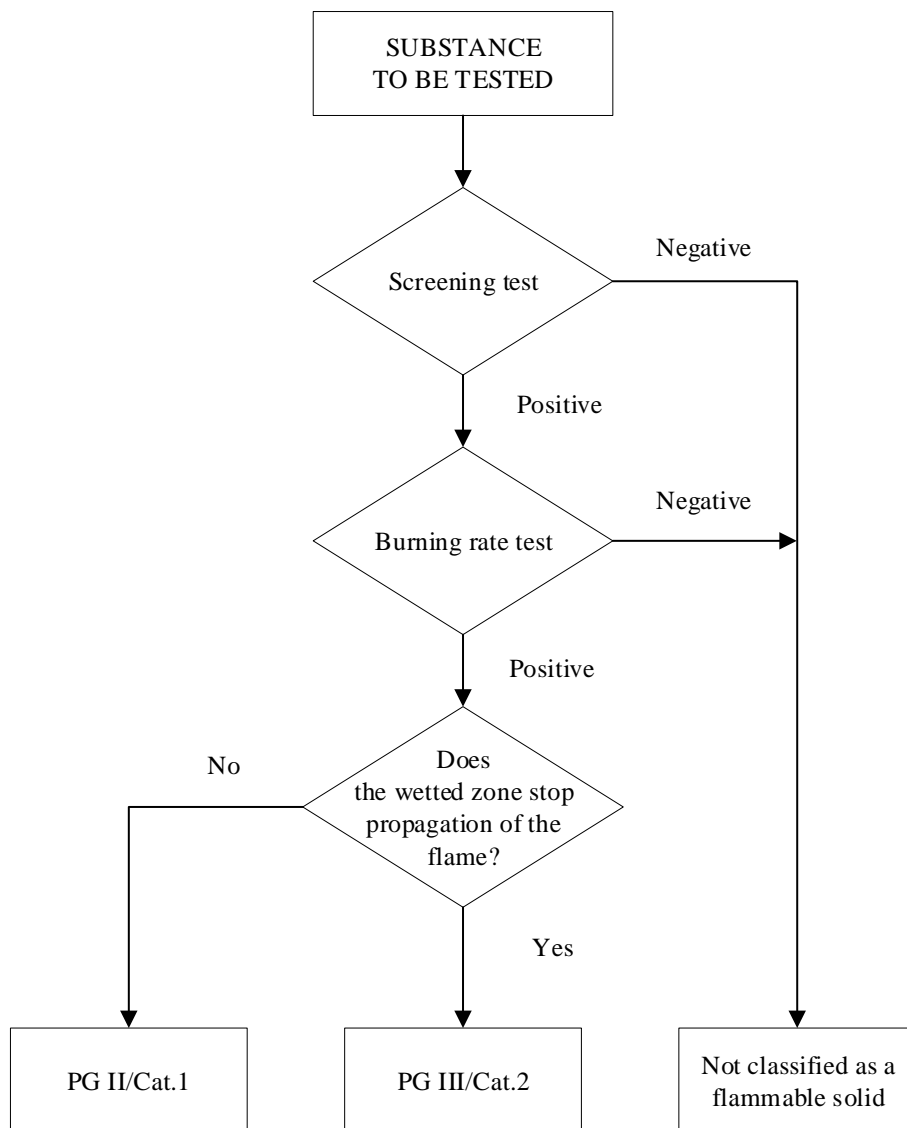 SUBSTANCE
TO BE TESTED
Negative
Screening test
Positive
Negative
Burning rate test
Positive
No
Does
the wetted zone stop
propagation of the
flame?
Yes
PG II/Cat.1
PG III/Cat.2
Not classified as a
flammable solid